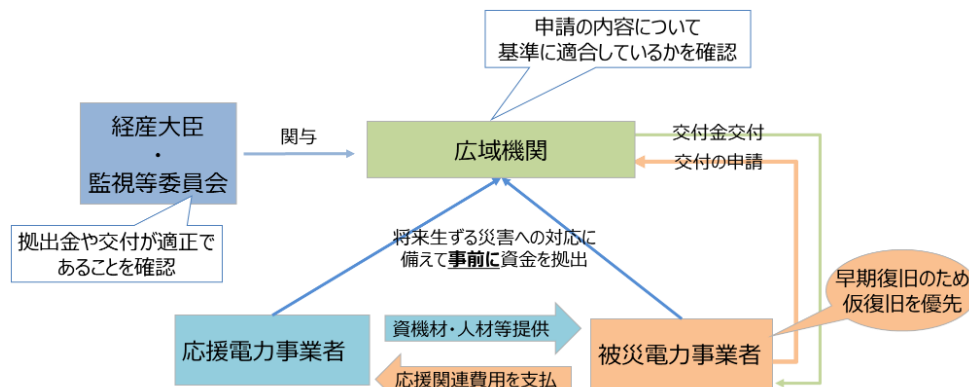 申請の内容について
基準に適合しているかを確認
経産大臣
・
監視等委員会
関与
広域機関
交付金交付
交付の申請
拠出金や交付が適正で
あることを確認
将来生ずる災害への対応に
備えて事前に資金を拠出
早期復旧のため
仮復旧を優先
応援電力事業者
資機材・人材等提供
被災電力事業者
応援関連費用を支払